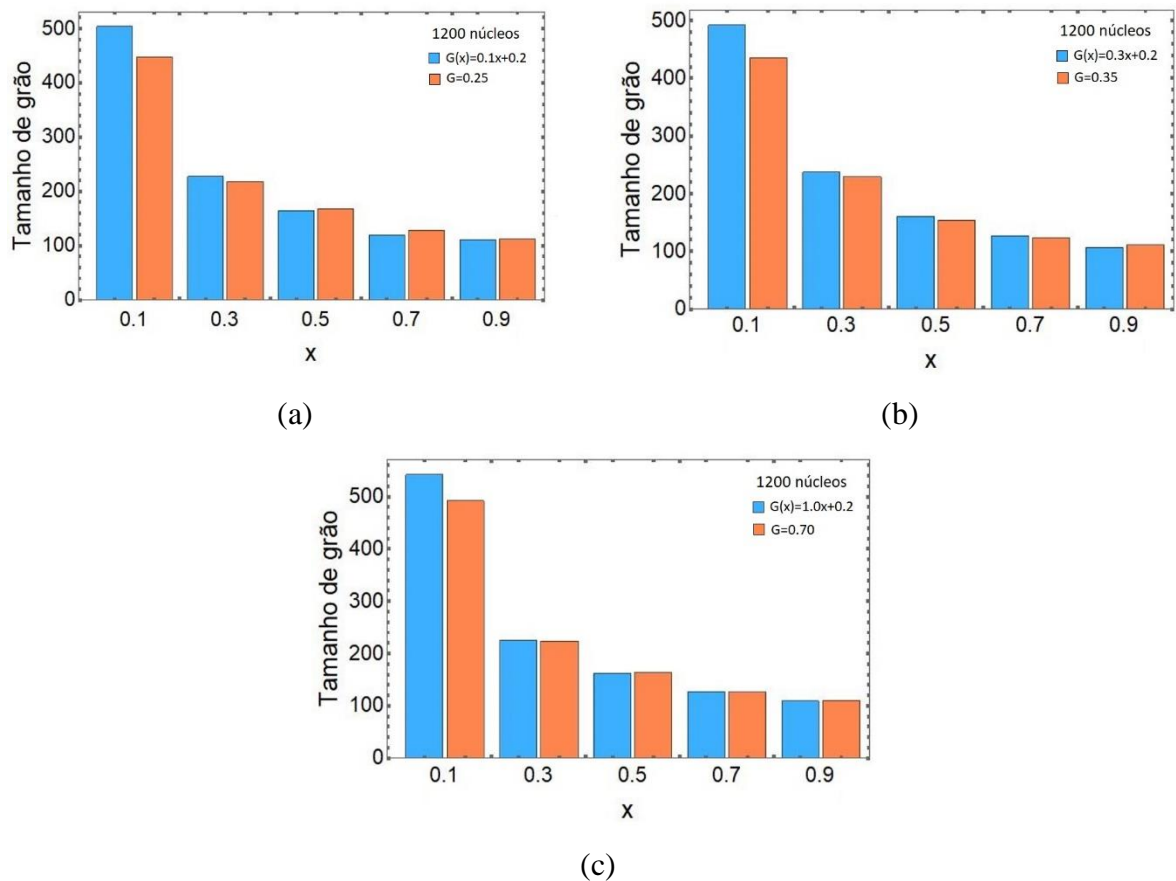 1200 núcleos
G(x)=0.1x+0.2
G=0.25
Tamanho de grão
500
400
300
200
100
0
0.1 0.3 0.5 0.7 0.9
x
(a)
1200 núcleos
G(x)=0.3x+0.2
G=0.35
Tamanho de grão
500
400
300
200
100
0
0.1 0.3 0.5 0.7 0.9
x
(b)
1200 núcleos
G(x)=1.0x+0.2
G=0.70
Tamanho de grão
500
400
300
200
100
0
0.1 0.3 0.5 0.7 0.9
x
(c)